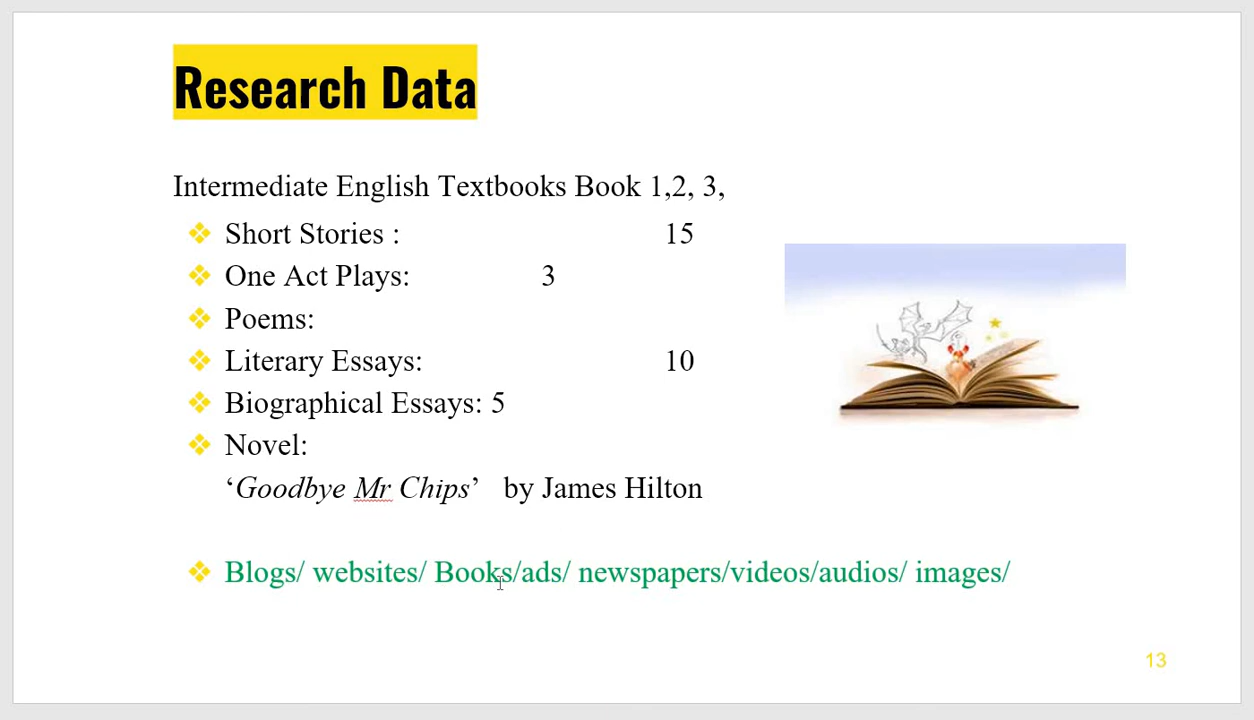 Research Data
Intermediate English Textbooks Book 1,2, 3,
Short Stories : 15
One Act Plays: 3
Poems:
Literary Essays: 10
Biographical Essays: 5
Novel:
‘Goodbye Mr Chips’ by James Hilton
Blogs/ websites/ Books/ads/ newspapers/videos/audios/ images/
13